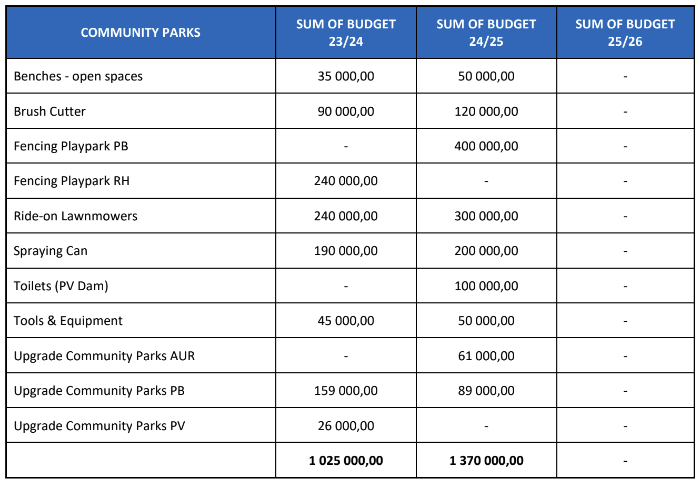 COMMUNITY PARKS SUM OF BUDGET 23/24 SUM OF BUDGET 24/25 SUM OF BUDGET 25/26
Benches - open spaces 35 000,00 50 000,00 -
Brush Cutter 90 000,00 120 000,00 -
Fencing Playpark PB - 400 000,00 -
Fencing Playpark RH 240 000,00 - -
Ride-on Lawnmowers 240 000,00 300 000,00 -
Spraying Can 190 000,00 200 000,00 -
Toilets (PV Dam) - 100 000,00 -
Tools & Equipment 45 000,00 50 000,00 -
Upgrade Community Parks AUR - 61 000,00 -
Upgrade Community Parks PB 159 000,00 89 000,00 -
Upgrade Community Parks PV 26 000,00 - -
1 025 000,00 1 370 000,00 -